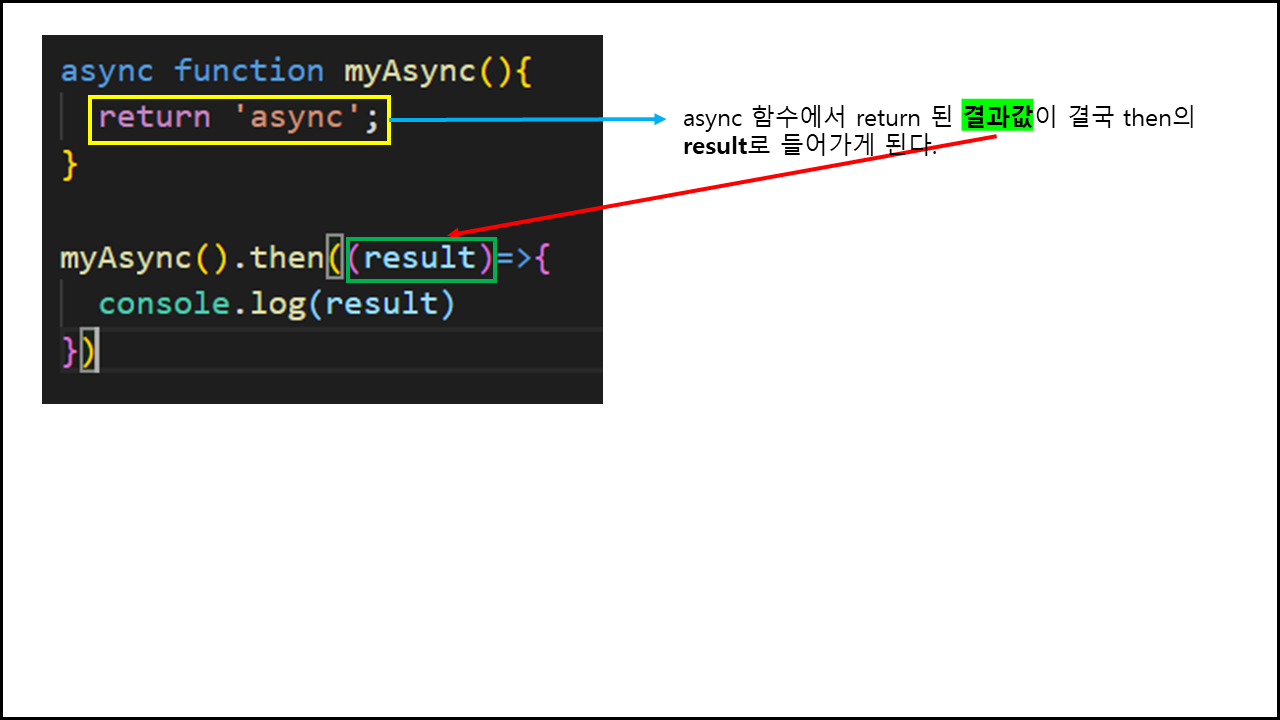 async function myAsync(){
return 'async';
}
myAsync().then((result)=>{
console.log(result)
})
async 함수에서 return 된 결과값이 결국 then의
result로 들어가게 된다.